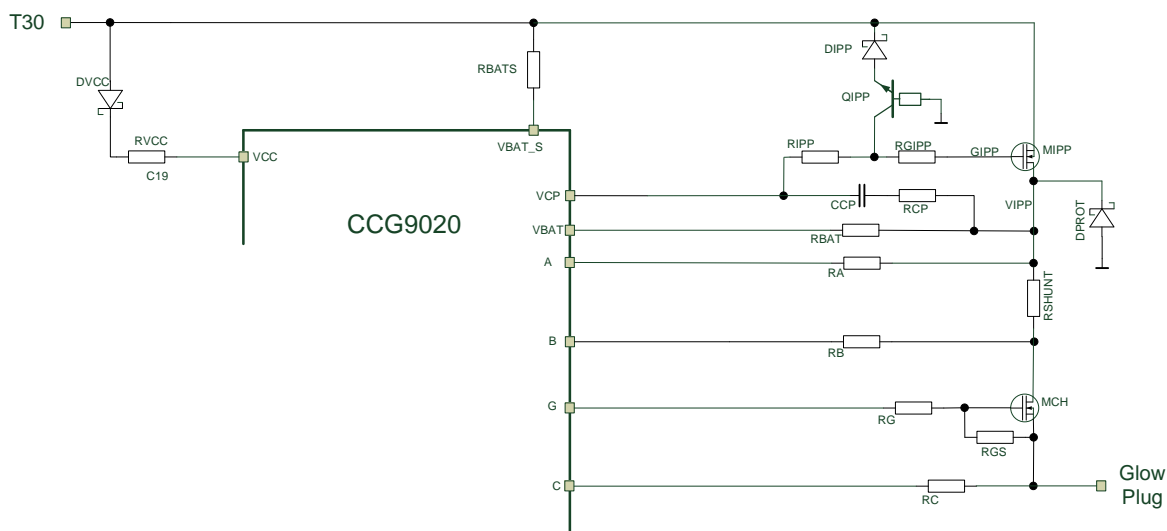 T30
DIPP
DVCC
RBATS
QIPP
RVCC
VCC
C19
VBAT_S
RIPP
RGIPP
GIPP
MIPP
VCP
CCP
RCP
VIPP
DPROT
CCG9020
VBAT
RBAT
A
RA
RSHUNT
B
RB
MCH
G
RG
RGS
C
RC
Glow
Plug